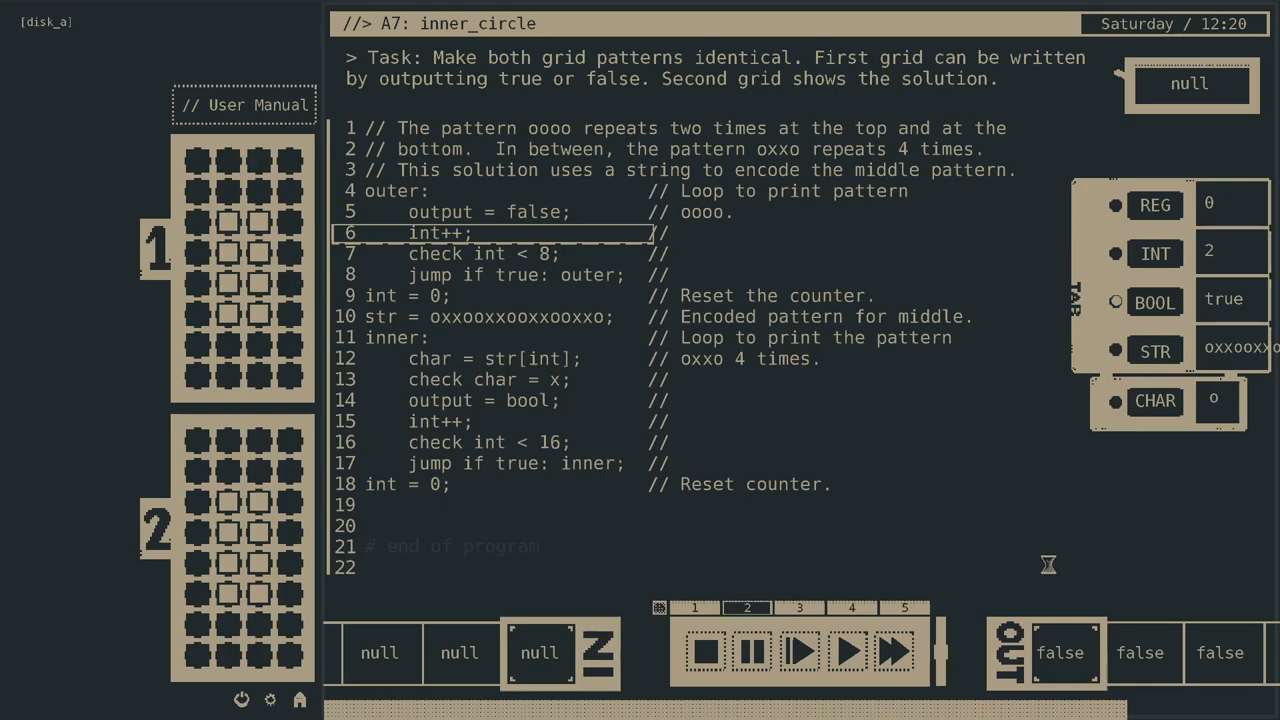 [disk_a]
//> A7: inner_circle
Saturday / 12:20
> Task: Make both grid patterns identical. First grid can be written
by outputting true or false. Second grid shows the solution.
null
// User Manual
1 // The pattern oooo repeats two times at the top and at the
2 // bottom.  In between, the pattern oxxo repeats 4 times.
3 // This solution uses a string to encode the middle pattern.
4 outer: // Loop to print pattern
5 output = false; // oooo.
6 int++; //
7 check int < 8; //
8 jump if true: outer; //
9 int = 0; // Reset the counter.
10 str = oxxooxxooxxooxxo; // Encoded pattern for middle.
11 inner: // Loop to print the pattern
12 char = str[int]; // oxxo 4 times.
13 check char = x; //
14 output = bool; //
15 int++; //
16 check int < 16; //
17 jump if true: inner; //
18 int = 0; // Reset counter.
19
20
21 # end of program
22
1
2
TAB
REG 0
INT 2
BOOL true
STR oxxooxxo
CHAR o
1 2 3 4 5
null null null IN
OUT false false false